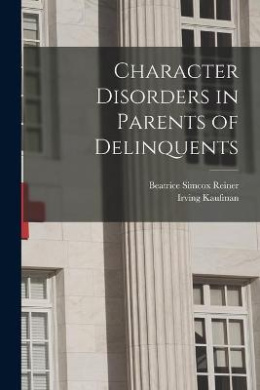 Character
Disorders in
Parents of
Delinquents
Beatrice Simcox Reiner
Irving Kaufman